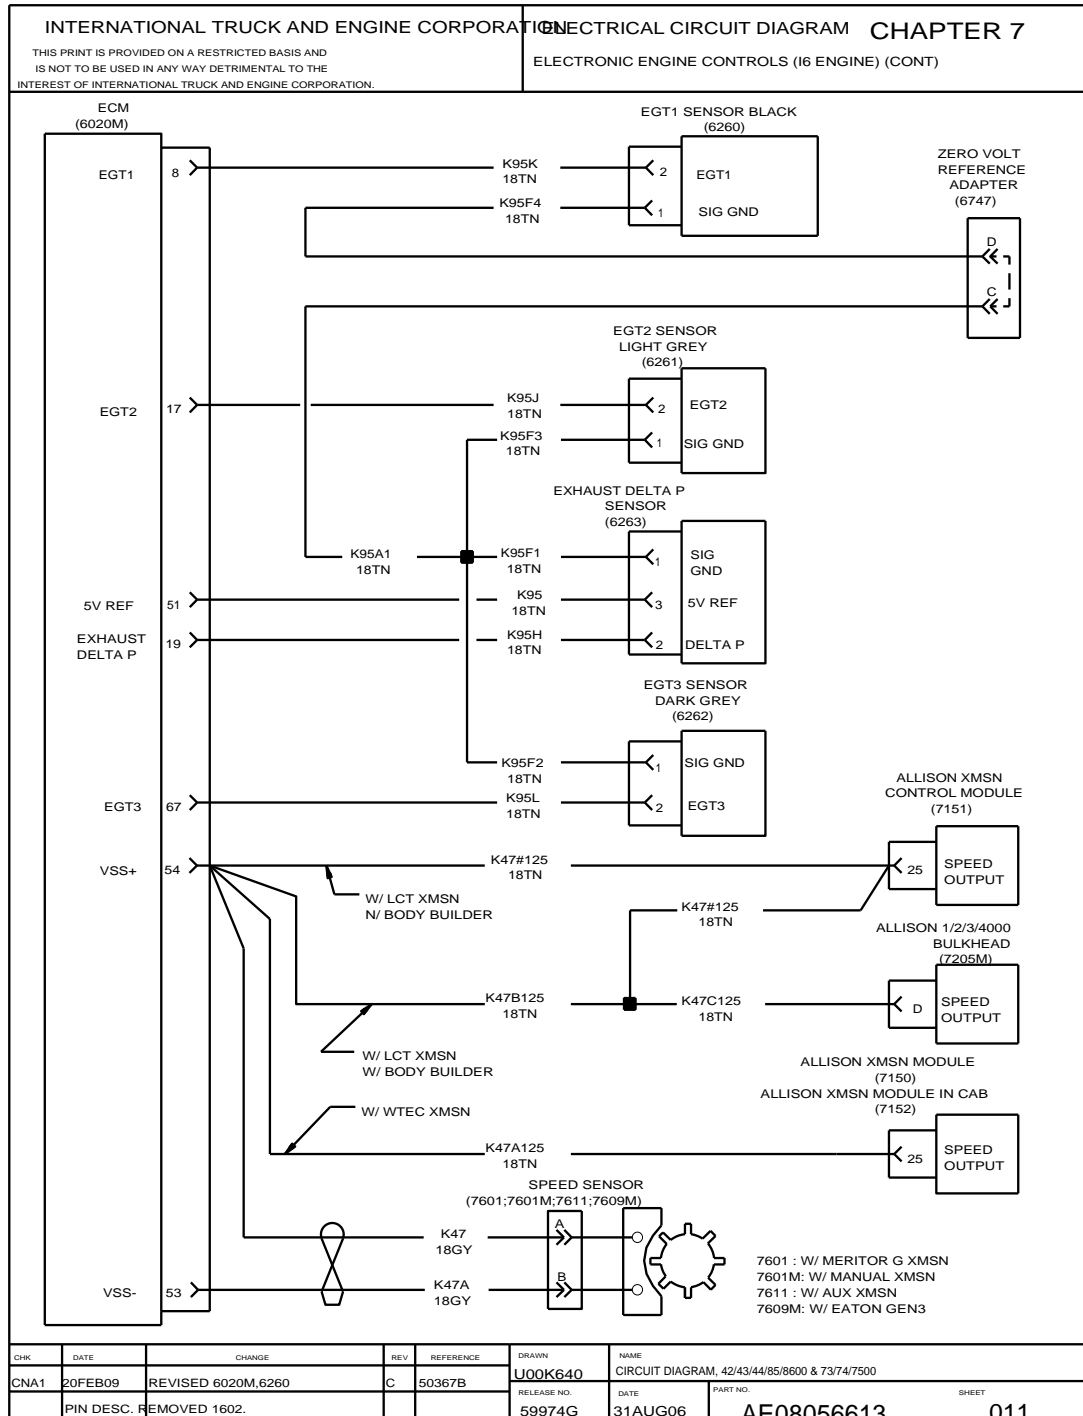 INTERNATIONAL TRUCK AND ENGINE CORPORATION
ELECTRICAL CIRCUIT DIAGRAM CHAPTER 7
THIS PRINT IS PROVIDED ON A RESTRICTED BASIS AND
IS NOT TO BE USED IN ANY WAY DETRIMENTAL TO THE
INTEREST OF INTERNATIONAL TRUCK AND ENGINE CORPORATION.
ELECTRONIC ENGINE CONTROLS (I6 ENGINE) (CONT)
ECM
(6020M)
EGT1 SENSOR BLACK
(6260)
EGT1 8
K95K
18TN
2 EGT1
K95F4
18TN
1 SIG GND
ZERO VOLT
REFERENCE
ADAPTER
(6747)
D
C
EGT2 SENSOR
LIGHT GREY
(6261)
EGT2 17
K95J
18TN
2 EGT2
K95F3
18TN
1 SIG GND
EXHAUST DELTA P
SENSOR
(6263)
K95A1
18TN
K95F1
18TN
1 SIG
GND
5V REF 51
K95
18TN
3 5V REF
EXHAUST
DELTA P
19
K95H
18TN
2 DELTA P
EGT3 SENSOR
DARK GREY
(6262)
K95F2
18TN
1 SIG GND
EGT3 67
K95L
18TN
2 EGT3
ALLISON XMSN
CONTROL MODULE
(7151)
VSS+ 54
K47#125
18TN
25 SPEED
OUTPUT
W/ LCT XMSN
N/ BODY BUILDER
K47#125
18TN
ALLISON 1/2/3/4000
BULKHEAD
(7205M)
K47B125
18TN
K47C125
18TN
D SPEED
OUTPUT
W/ LCT XMSN
W/ BODY BUILDER
ALLISON XMSN MODULE
(7150)
ALLISON XMSN MODULE IN CAB
(7152)
W/ WTEC XMSN
K47A125
18TN
25 SPEED
OUTPUT
SPEED SENSOR
(7601;7601M;7611;7609M)
K47
18GY
A
VSS- 53
K47A
18GY
B
7601 : W/ MERITOR G XMSN
7601M: W/ MANUAL XMSN
7611 : W/ AUX XMSN
7609M: W/ EATON GEN3
CHK DATE CHANGE REV REFERENCE
CNA1 20FEB09 REVISED 6020M,6260 C 50367B
PIN DESC. REMOVED 1602.
DRAWN
U00K640
NAME
CIRCUIT DIAGRAM, 42/43/44/85/8600 & 73/74/7500
RELEASE NO.
59974G
DATE
31AUG06
PART NO.
AE08056613
SHEET
011